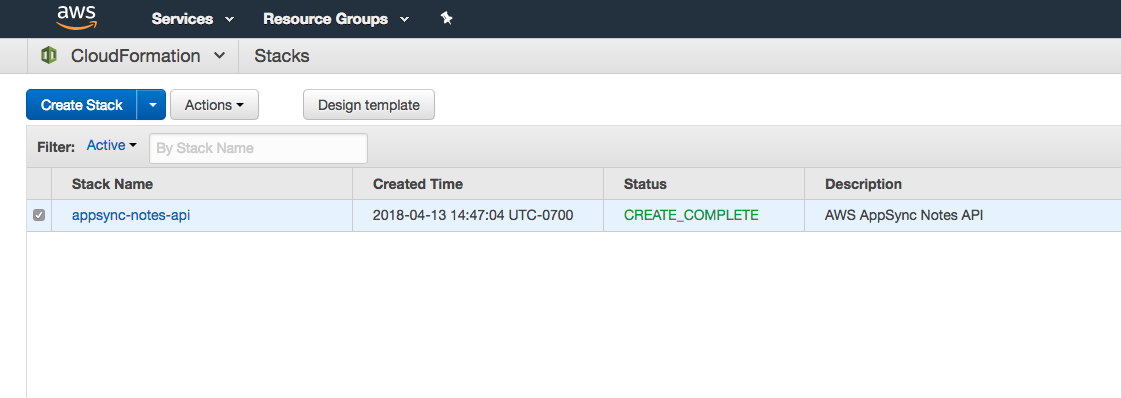 aws Services Resource Groups
CloudFormation Stacks
Create Stack Actions Design template
Filter: Active By Stack Name
Stack Name Created Time Status Description
appsync-notes-api 2018-04-13 14:47:04 UTC-0700 CREATE_COMPLETE AWS AppSync Notes API